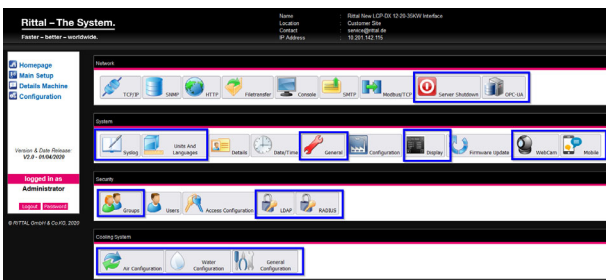 Rittal – The System.
Faster – better – worldwide.
Name : Rittal New LCP-DX 12-20-35KW Interface
Location : Customer Site
Contact : service@rittal.de
IP Address : 10.201.142.115
Homepage
Main Setup
Details Machine
Configuration
Version & Date Release:
V2.0 - 01/04/2020
logged in as
Administrator
Logout Password
© RITTAL GmbH & Co.KG, 2020
Network
TCP/IP SNMP HTTP Filetransfer Console SMTP Modbus/TCP Server Shutdown OPC-UA
System
Syslog Units And Languages Details Date/Time General Configuration Display Firmware Update WebCam Mobile
Security
Groups Users Access Configuration LDAP RADIUS
Cooling System
Air Configuration Water Configuration General Configuration